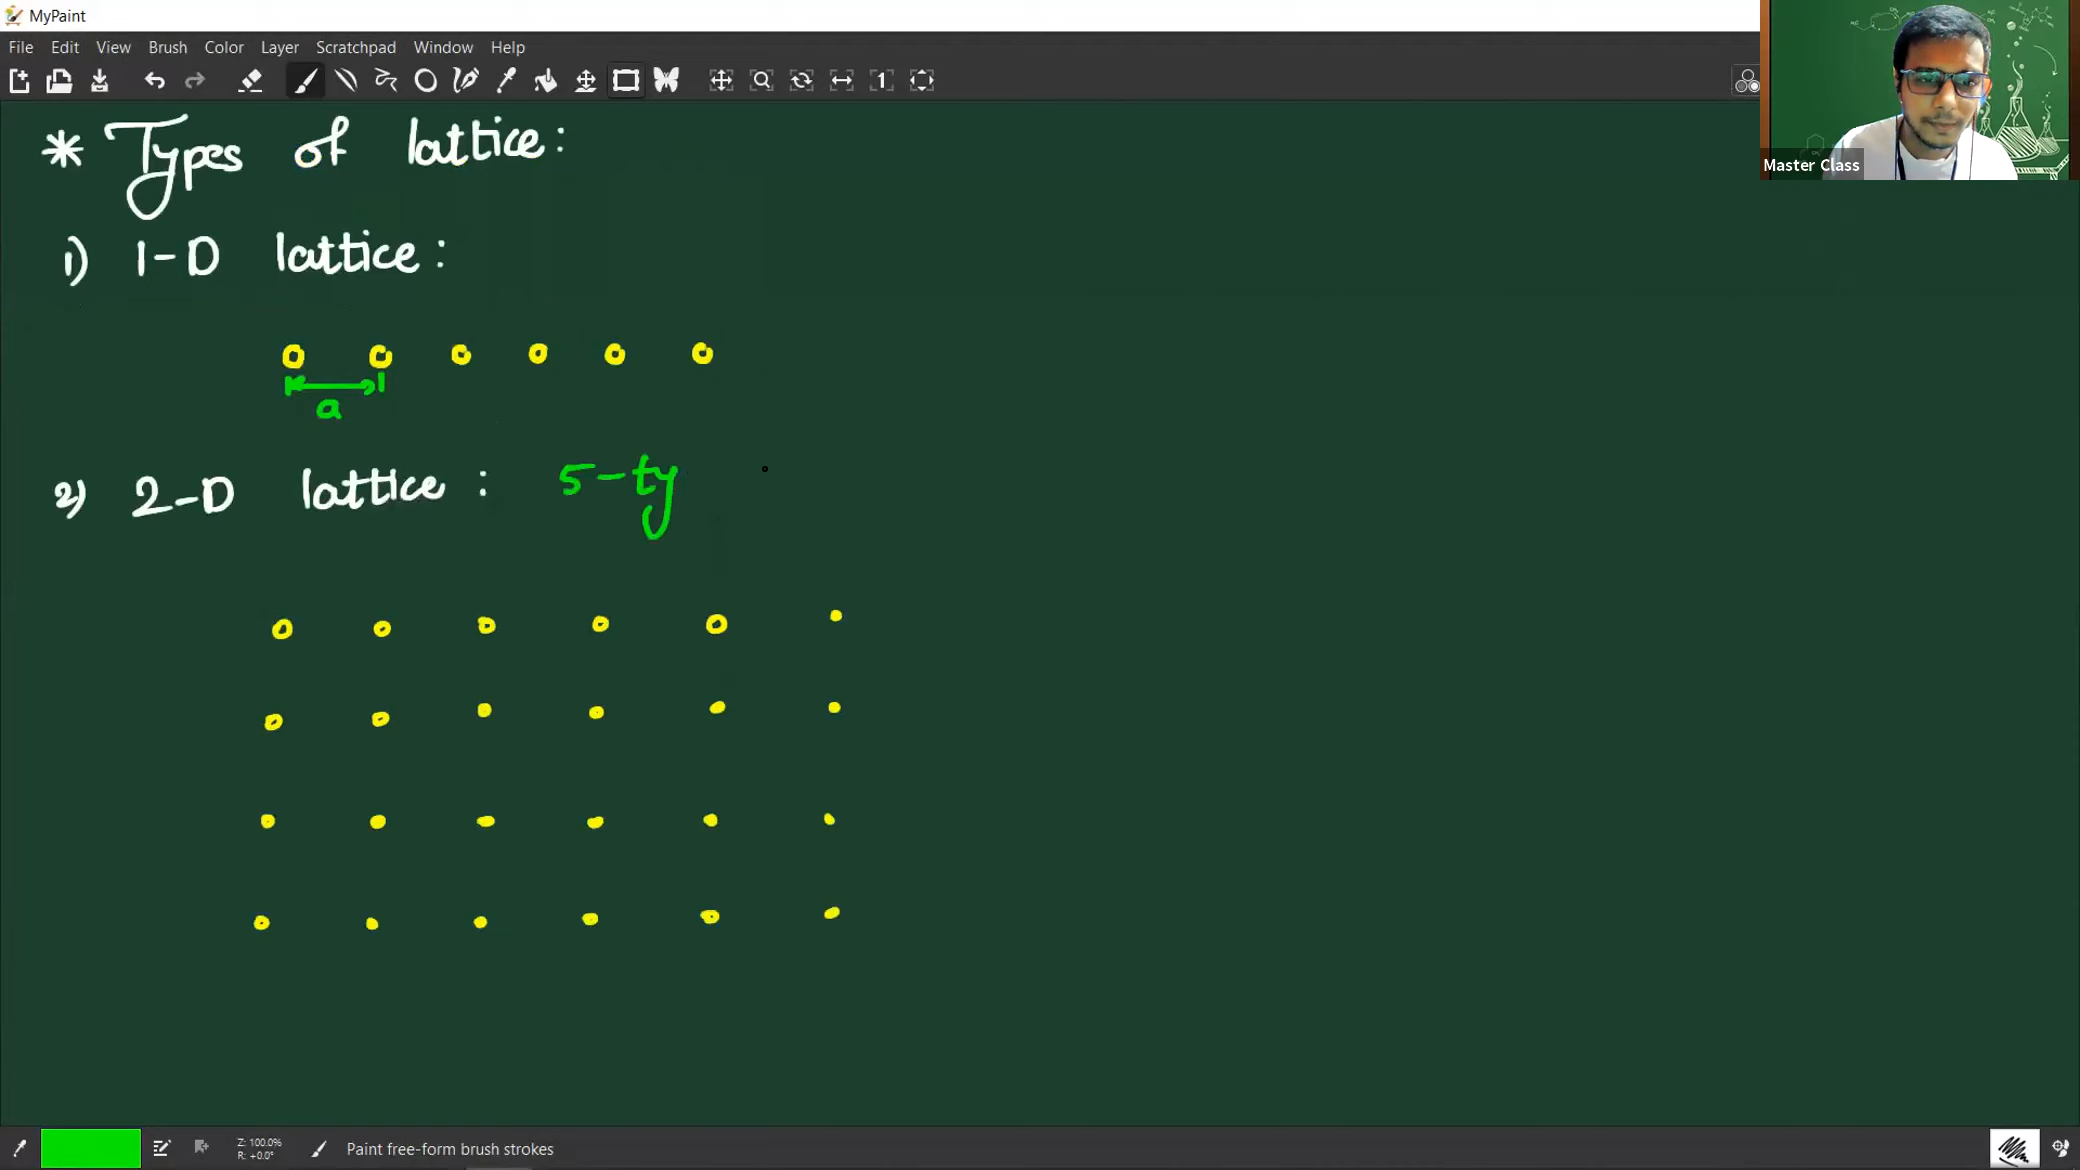 MyPaint
File Edit View Brush Color Layer Scratchpad Window Help
1
Master Class
* Types of lattice:
1) 1-D lattice:
a
2) 2-D lattice: 5-ty
Z: 100.0%
R: +0.0°
Paint free-form brush strokes